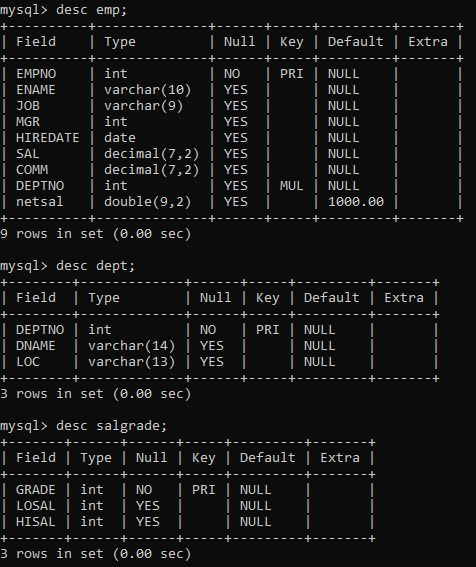 mysql> desc emp;
+----------+--------------+------+-----+---------+-------+
| Field    | Type         | Null | Key | Default | Extra |
+----------+--------------+------+-----+---------+-------+
| EMPNO    | int          | NO   | PRI | NULL    |       |
| ENAME    | varchar(10)  | YES  |     | NULL    |       |
| JOB      | varchar(9)   | YES  |     | NULL    |       |
| MGR      | int          | YES  |     | NULL    |       |
| HIREDATE | date         | YES  |     | NULL    |       |
| SAL      | decimal(7,2) | YES  |     | NULL    |       |
| COMM     | decimal(7,2) | YES  |     | NULL    |       |
| DEPTNO   | int          | YES  | MUL | NULL    |       |
| netsal   | double(9,2)  | YES  |     | 1000.00 |       |
+----------+--------------+------+-----+---------+-------+
9 rows in set (0.00 sec)
mysql> desc dept;
+--------+-------------+------+-----+---------+-------+
| Field  | Type        | Null | Key | Default | Extra |
+--------+-------------+------+-----+---------+-------+
| DEPTNO | int         | NO   | PRI | NULL    |       |
| DNAME  | varchar(14) | YES  |     | NULL    |       |
| LOC    | varchar(13) | YES  |     | NULL    |       |
+--------+-------------+------+-----+---------+-------+
3 rows in set (0.00 sec)
mysql> desc salgrade;
+-------+------+------+-----+---------+-------+
| Field | Type | Null | Key | Default | Extra |
+-------+------+------+-----+---------+-------+
| GRADE | int  | NO   | PRI | NULL    |       |
| LOSAL | int  | YES  |     | NULL    |       |
| HISAL | int  | YES  |     | NULL    |       |
+-------+------+------+-----+---------+-------+
3 rows in set (0.00 sec)